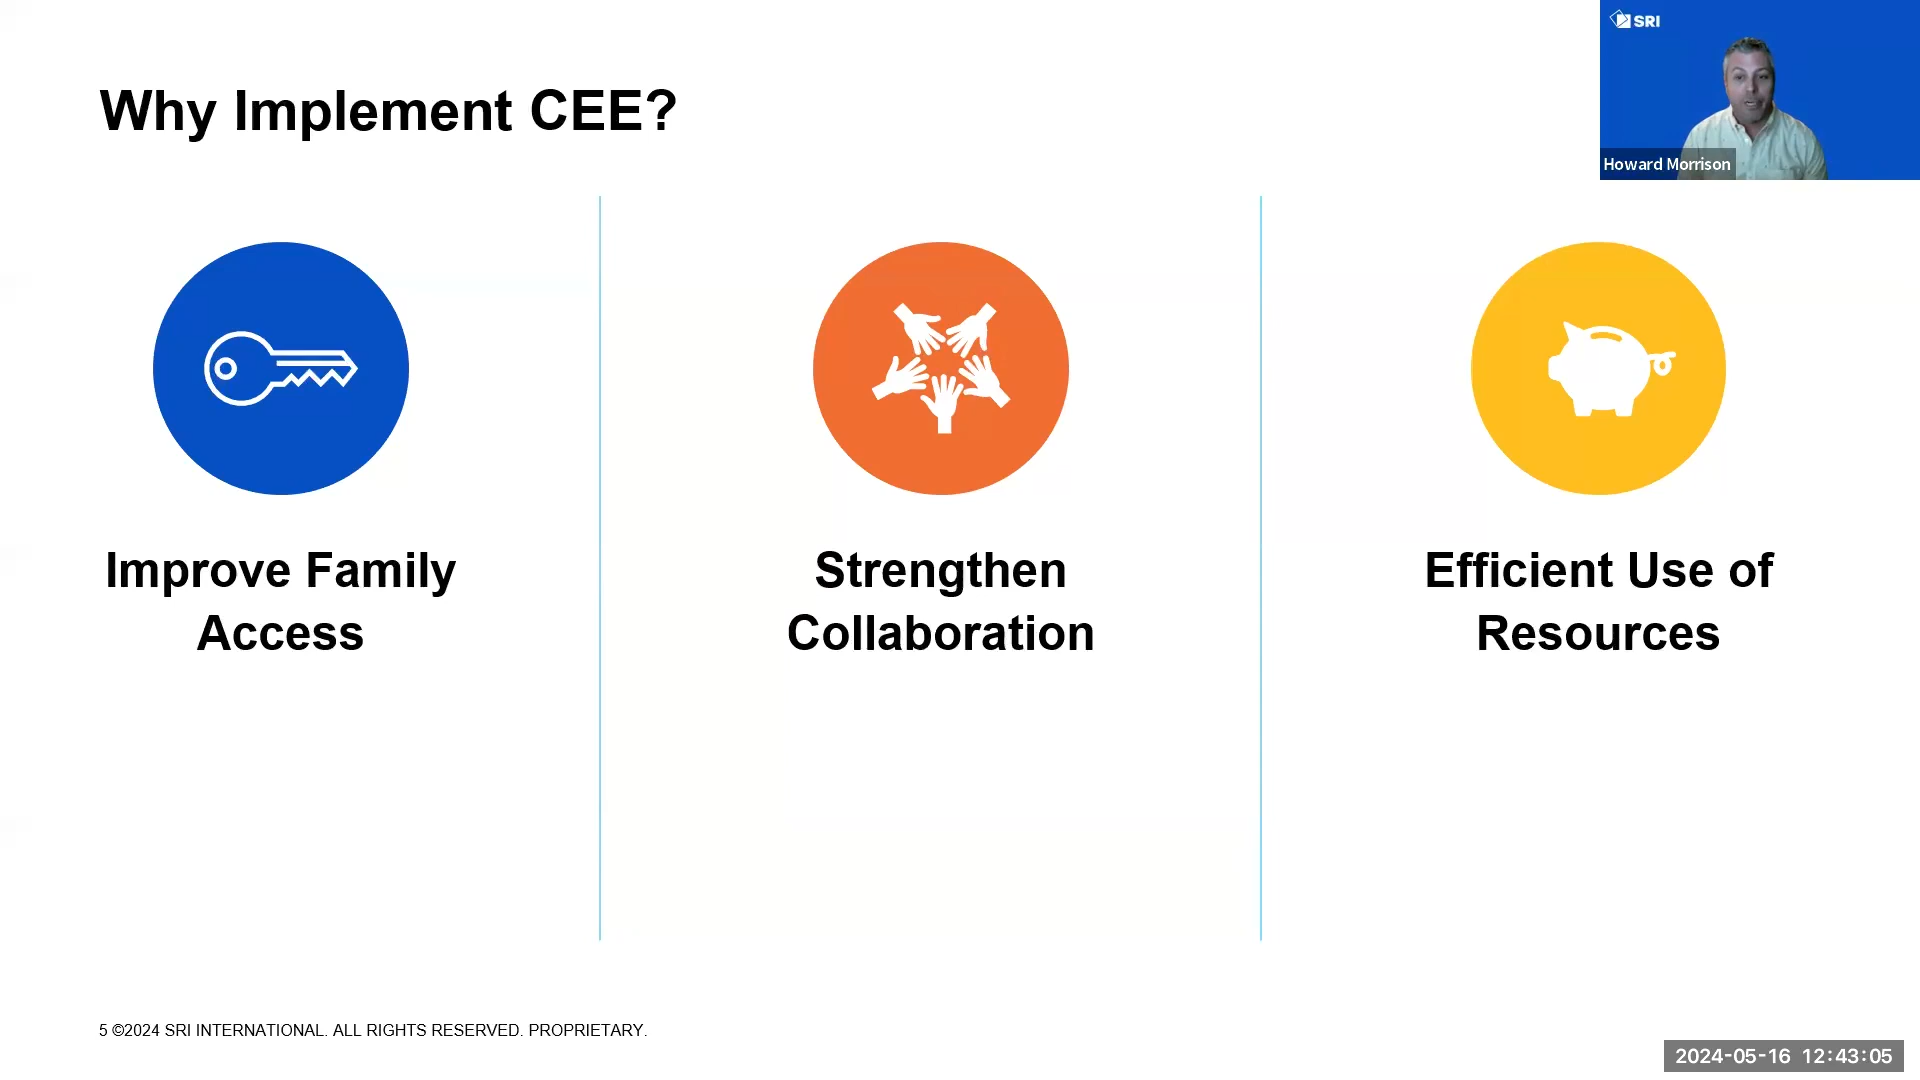 SRI
Why Implement CEE?
Howard Morrison
Improve Family
Access
Strengthen
Collaboration
Efficient Use of
Resources
5 ©2024 SRI INTERNATIONAL. ALL RIGHTS RESERVED. PROPRIETARY.
2024-05-16 12:43:05